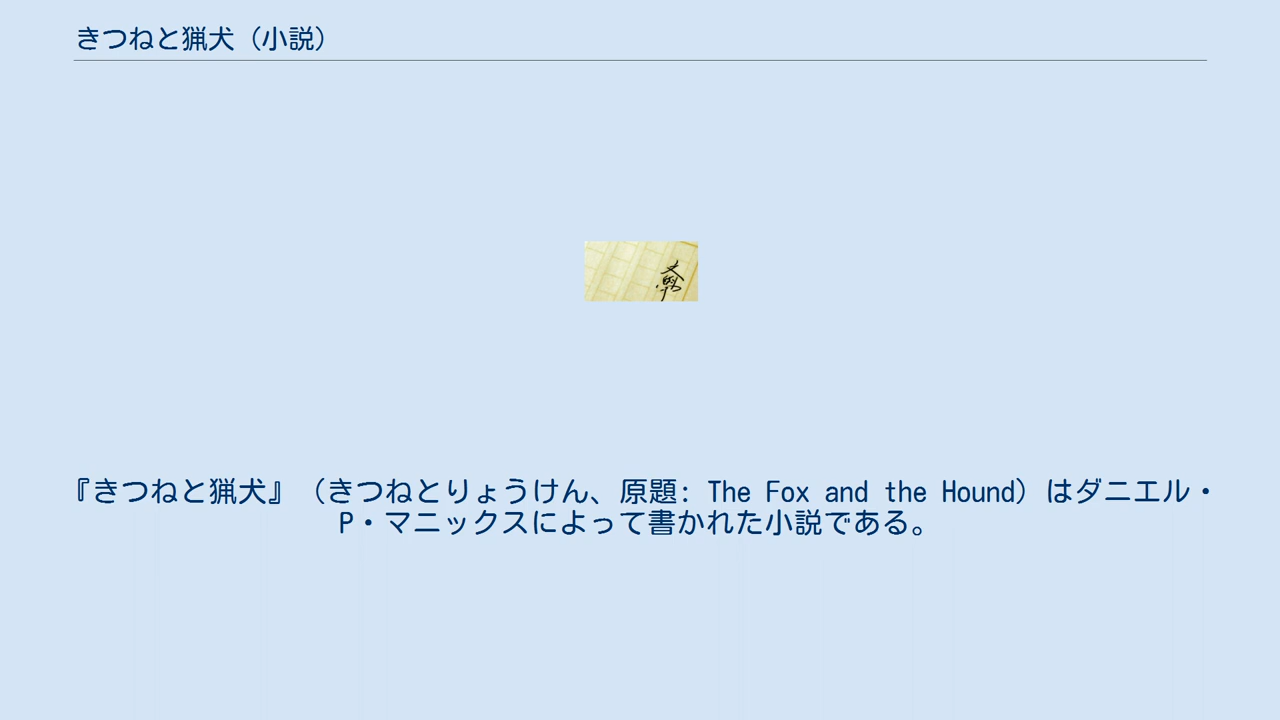 きつねと猟犬（小説）
『きつねと猟犬』（きつねとりょうけん、原題: The Fox and the Hound）はダニエル・
P・マニックスによって書かれた小説である。